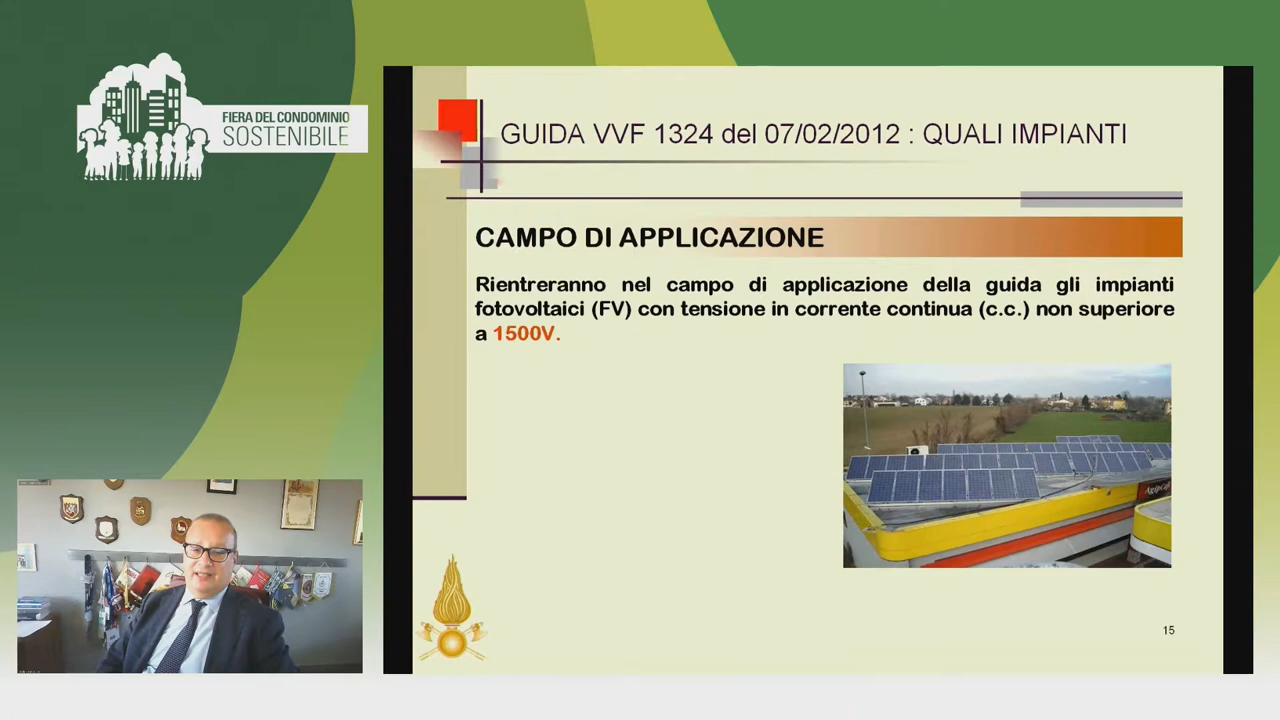 FIERA DEL CONDOMINIO
SOSTENIBILE
GUIDA VVF 1324 del 07/02/2012 : QUALI IMPIANTI
CAMPO DI APPLICAZIONE
Rientreranno nel campo di applicazione della guida gli impianti
fotovoltaici (FV) con tensione in corrente continua (c.c.) non superiore
a 1500V.
15